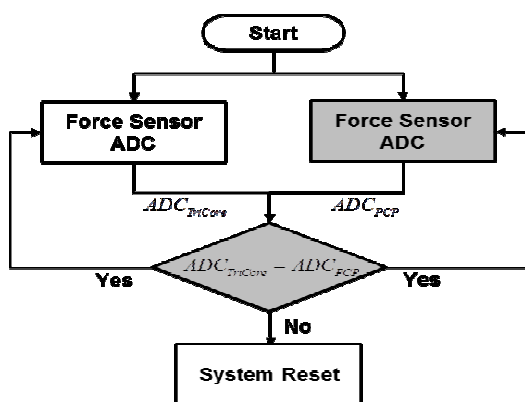 Start
Force Sensor
ADC
Force Sensor
ADC
ADC_TriCore
ADC_PCP
ADC_TriCore = ADC_PCP
Yes
Yes
No
System Reset